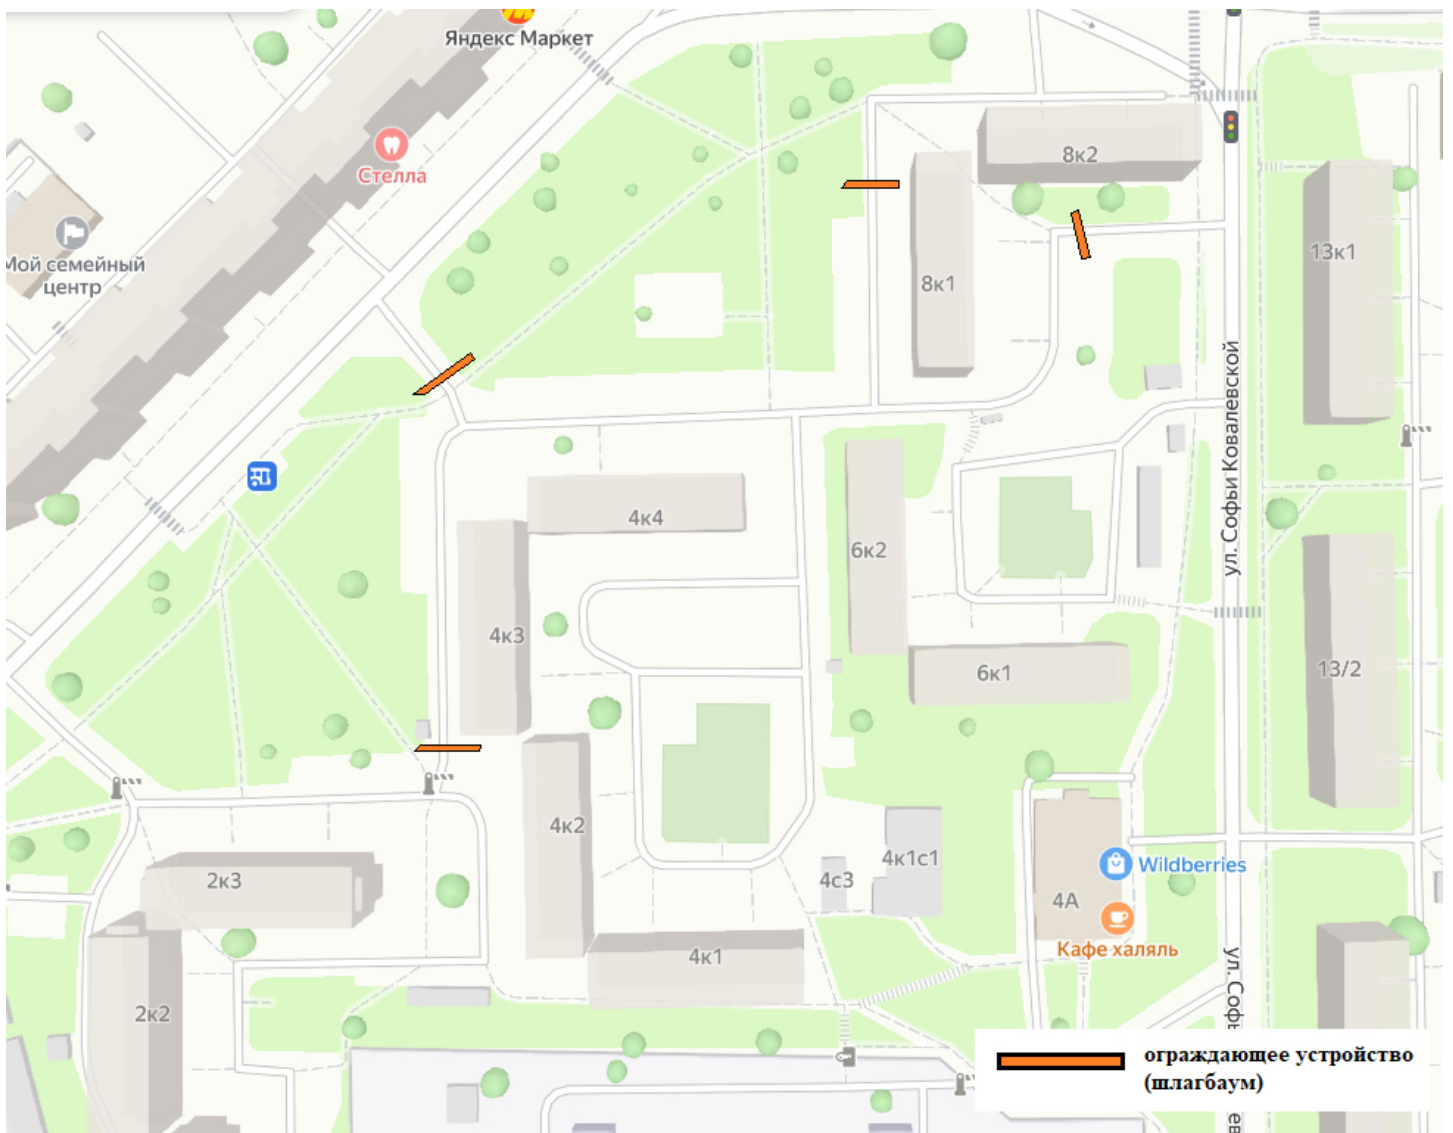 Яндекс Маркет
Стелла
8к2
Мой семейный
центр
8к1
13к1
ул. Софьи Ковалевской
4к4
6к2
4к3
6к1
13/2
4к2
4к1с1
Wildberries
2к3
4с3
4А
Кафе халяль
4к1
2к2
ул. Софь
ограждающее устройство
(шлагбаум)
ев